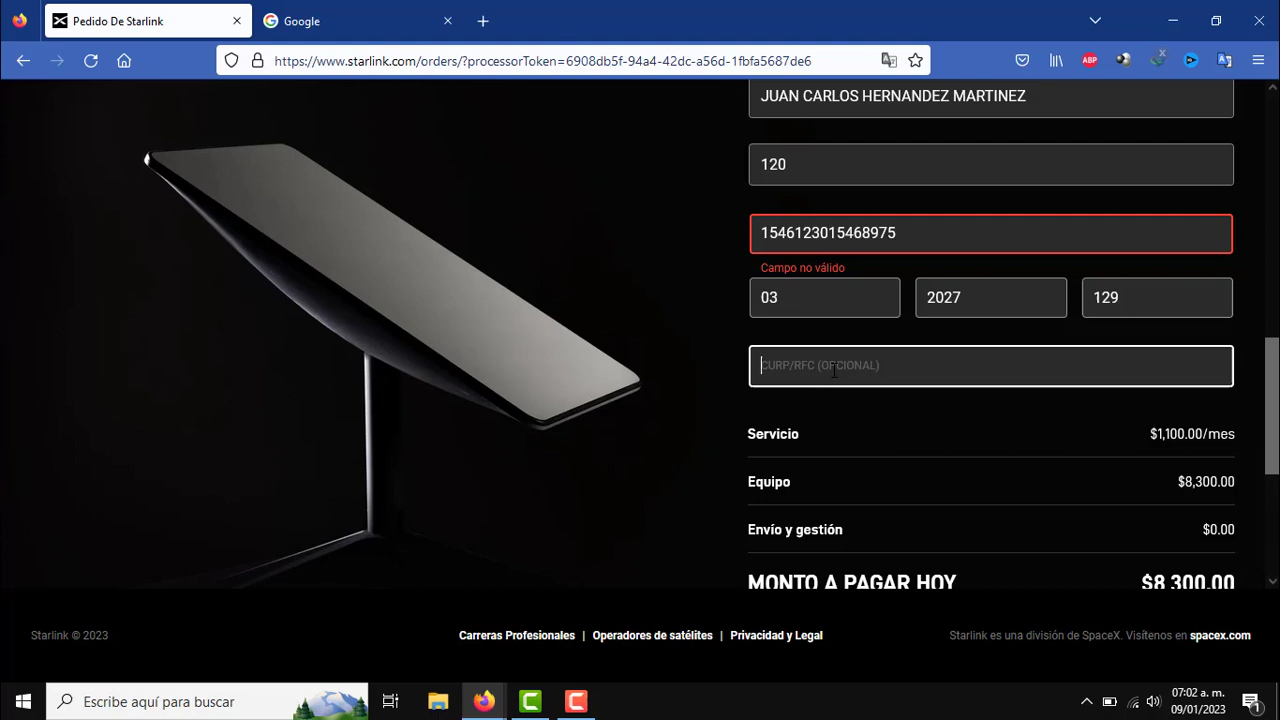 Pedido De Starlink
Google
https://www.starlink.com/orders/?processorToken=6908db5f-94a4-42dc-a56d-1fbfa5687de6
ABP
JUAN CARLOS HERNANDEZ MARTINEZ
120
1546123015468975
Campo no válido
03 2027 129
CURP/RFC (OPCIONAL)
Servicio $1,100.00/mes
Equipo $8,300.00
Envío y gestión $0.00
MONTO A PAGAR HOY $8 300.00
Starlink © 2023 Carreras Profesionales | Operadores de satélites | Privacidad y Legal Starlink es una división de SpaceX. Visítenos en spacex.com
Escribe aquí para buscar
07:02 a. m.
09/01/2023
1